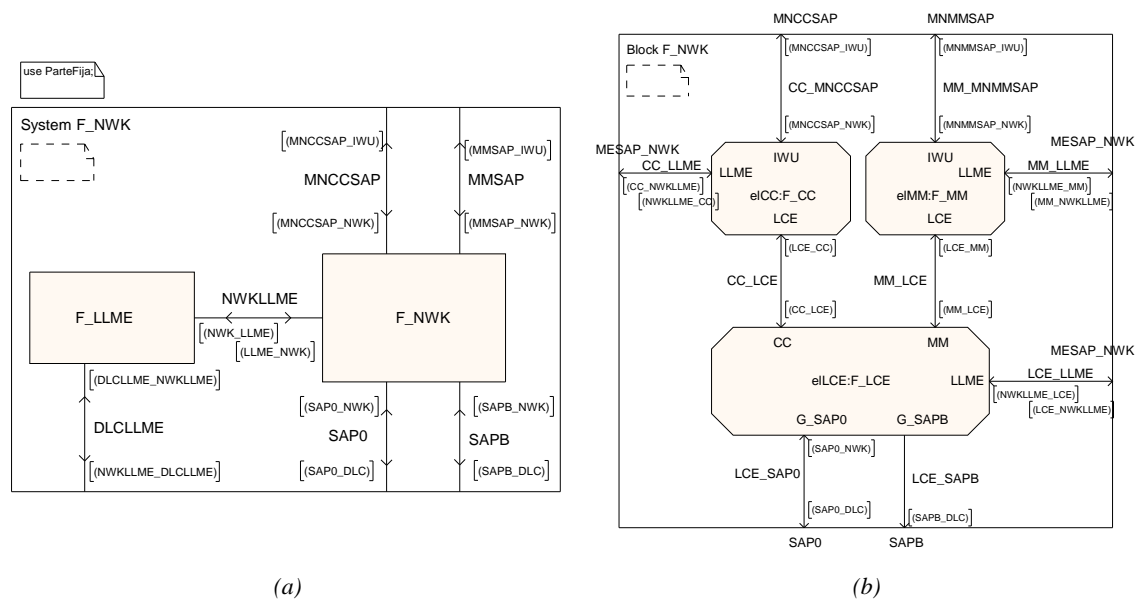 use ParteFija;
System F_NWK
[(MNCCSAP_IWU)]
[(MMSAP_IWU)]
MNCCSAP
MMSAP
[(MNCCSAP_NWK)]
[(MMSAP_NWK)]
F_LLME
NWKLLME
F_NWK
[(NWK_LLME)]
[(LLME_NWK)]
[(DLCLLME_NWKLLME)]
[(SAP0_NWK)]
[(SAPB_NWK)]
DLCLLME
SAP0
SAPB
[(NWKLLME_DLCLLME)]
[(SAP0_DLC)]
[(SAPB_DLC)]
(a)
MNCCSAP
MNMMSAP
Block F_NWK
[(MNCCSAP_IWU)]
[(MNMMSAP_IWU)]
CC_MNCCSAP
MM_MNMMSAP
[(MNCCSAP_NWK)]
[(MNMMSAP_NWK)]
MESAP_NWK
MESAP_NWK
CC_LLME
IWU
IWU
MM_LLME
LLME
LLME
[(CC_NWKLLME)]
[(NWKLLME_CC)]
elCC:F_CC
elMM:F_MM
[(NWKLLME_MM)]
[(MM_NWKLLME)]
LCE
LCE
[(LCE_CC)]
[(LCE_MM)]
CC_LCE
MM_LCE
[(CC_LCE)]
[(MM_LCE)]
CC
MM
MESAP_NWK
elLCE:F_LCE
LLME
LCE_LLME
[(NWKLLME_LCE)]
[(LCE_NWKLLME)]
G_SAP0
G_SAPB
[(SAP0_NWK)]
LCE_SAP0
LCE_SAPB
[(SAP0_DLC)]
[(SAPB_DLC)]
SAP0
SAPB
(b)